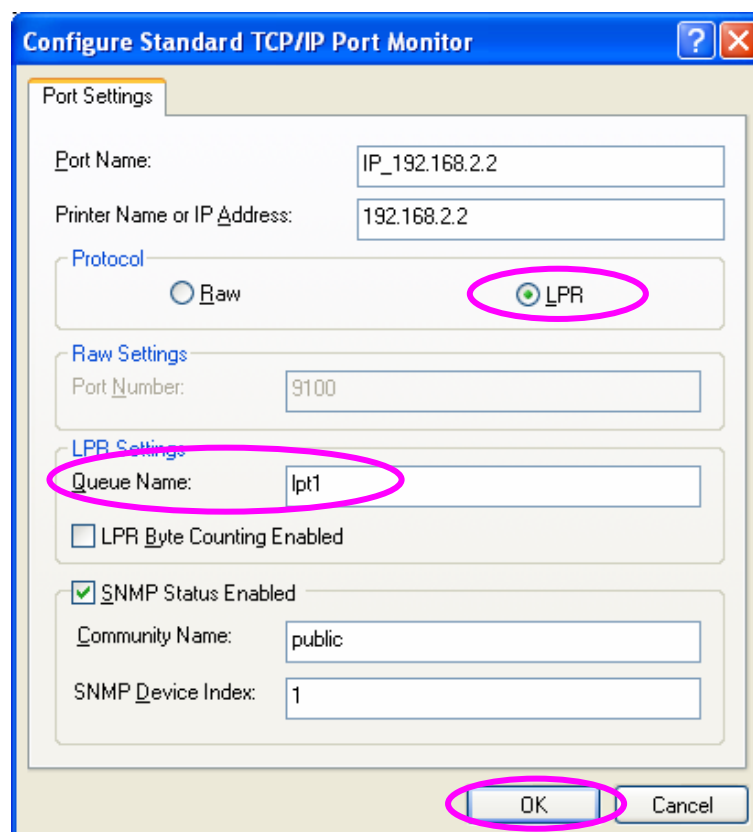 Configure Standard TCP/IP Port Monitor
Port Settings
Port Name: IP_192.168.2.2
Printer Name or IP Address: 192.168.2.2
Protocol
Raw LPR
Raw Settings
Port Number: 9100
LPR Settings
Queue Name: lpt1
LPR Byte Counting Enabled
SNMP Status Enabled
Community Name: public
SNMP Device Index: 1
OK Cancel